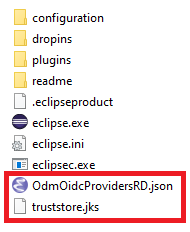 configuration
dropins
plugins
readme
.eclipseproduct
eclipse.exe
eclipse.ini
eclipsec.exe
OdmOidcProvidersRD.json
truststore.jks